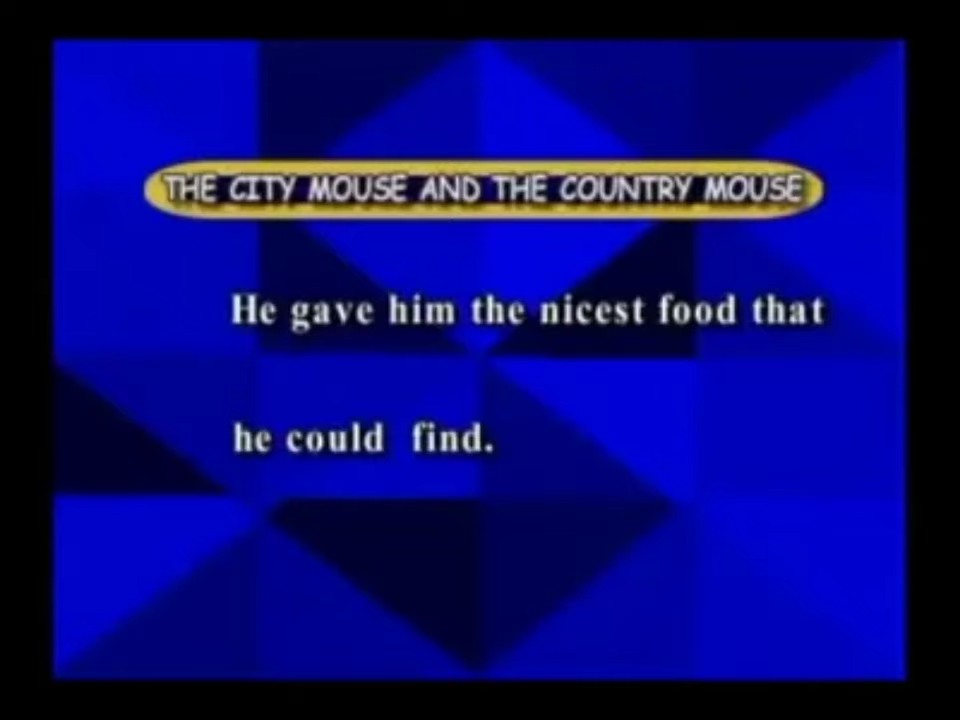 THE CITY MOUSE AND THE COUNTRY MOUSE
He gave him the nicest food that
he could find.